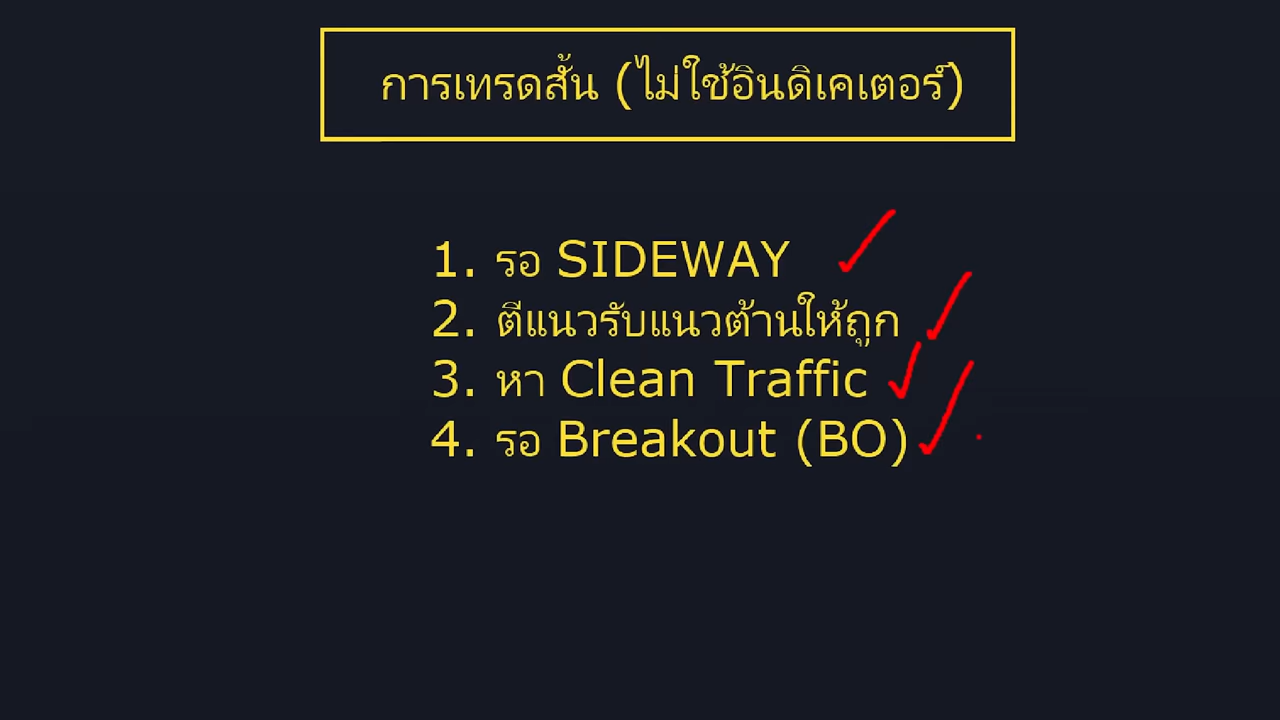 การเทรดสั้น (ไม่ใช้อินดิเคเตอร์)
1. รอ SIDEWAY
2. ตีแนวรับแนวต้านให้ถูก
3. หา Clean Traffic
4. รอ Breakout (BO)